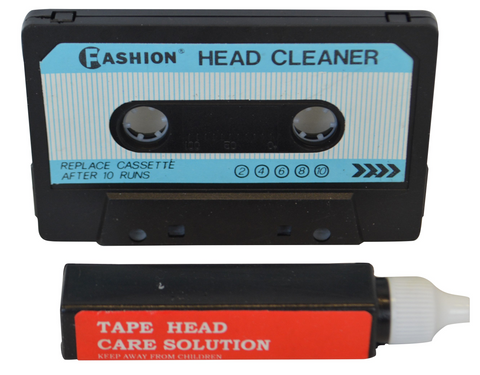 FASHION® HEAD CLEANER
REPLACE CASSETTE
AFTER 10 RUNS
2 4 6 8 10
TAPE HEAD
CARE SOLUTION
KEEP AWAY FROM CHILDREN